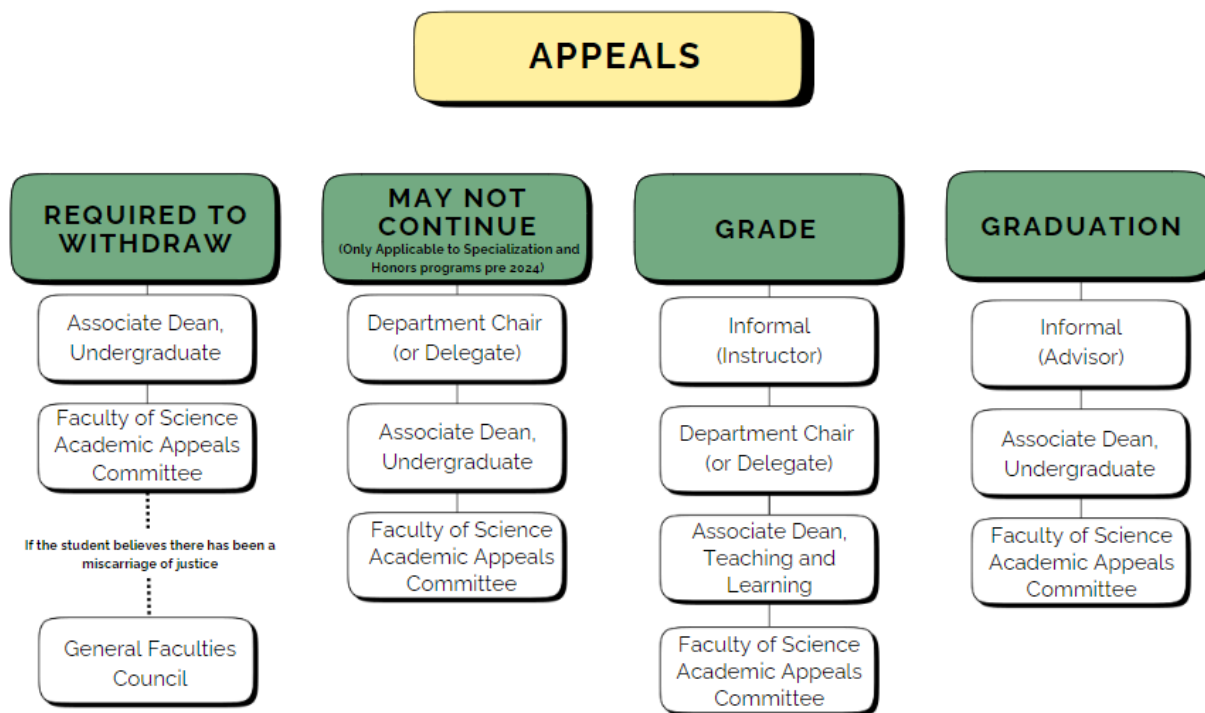 APPEALS
REQUIRED TO
WITHDRAW
Associate Dean,
Undergraduate
Faculty of Science
Academic Appeals
Committee
If the student believes there has been a
miscarriage of justice
General Faculties
Council
MAY NOT
CONTINUE
(Only Applicable to Specialization and
Honors programs pre 2024)
Department Chair
(or Delegate)
Associate Dean,
Undergraduate
Faculty of Science
Academic Appeals
Committee
GRADE
Informal
(Instructor)
Department Chair
(or Delegate)
Associate Dean,
Teaching and
Learning
Faculty of Science
Academic Appeals
Committee
GRADUATION
Informal
(Advisor)
Associate Dean,
Undergraduate
Faculty of Science
Academic Appeals
Committee